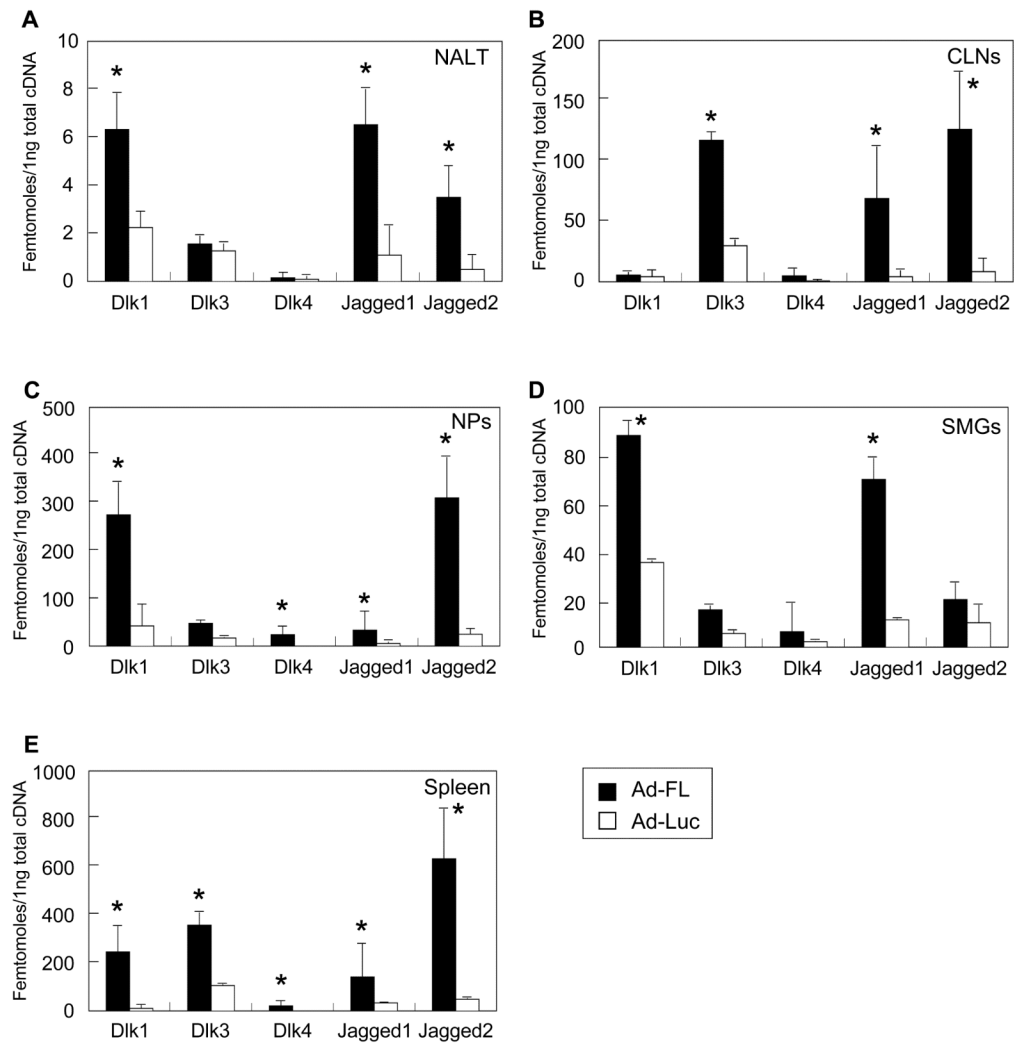 A
NALT
Femtomoles/1ng total cDNA
10
8
6
4
2
0
* * *
Dlk1 Dlk3 Dlk4 Jagged1 Jagged2
B
CLNs
Femtomoles/1ng total cDNA
200
150
100
50
0
* * *
Dlk1 Dlk3 Dlk4 Jagged1 Jagged2
C
NPs
Femtomoles/1ng total cDNA
500
400
300
200
100
0
* * * *
Dlk1 Dlk3 Dlk4 Jagged1 Jagged2
D
SMGs
Femtomoles/1ng total cDNA
100
80
60
40
20
0
* *
Dlk1 Dlk3 Dlk4 Jagged1 Jagged2
E
Spleen
Femtomoles/1ng total cDNA
1000
800
600
400
200
0
* * * * *
Dlk1 Dlk3 Dlk4 Jagged1 Jagged2
Ad-FL
Ad-Luc